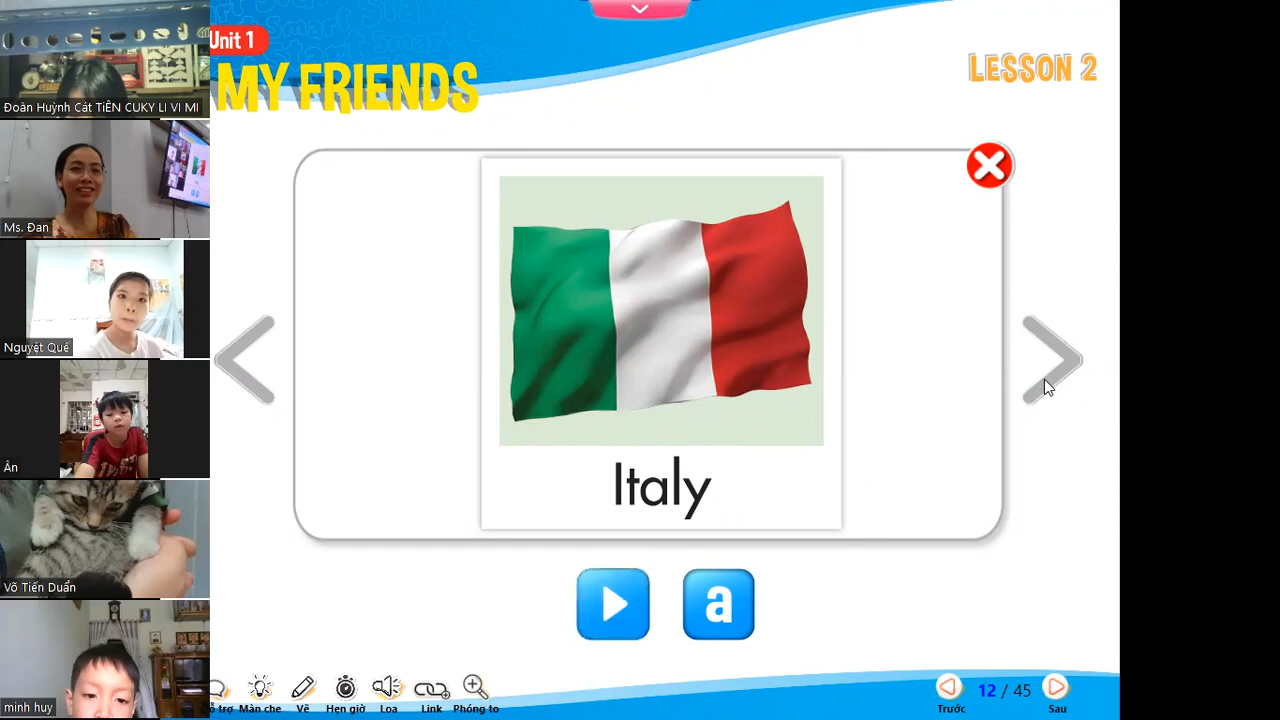 Unit 1
MY FRIENDS
LESSON 2
Đoàn Huỳnh Cát TiÊN CUKY LI VI MI
Ms. Đan
Nguyệt Quế
Ân
Võ Tiến Duẩn
minh huy
Italy
a
Màn che
Vẽ
Hẹn giờ
Loa
Link
Phóng to
Trước
12 / 45
Sau